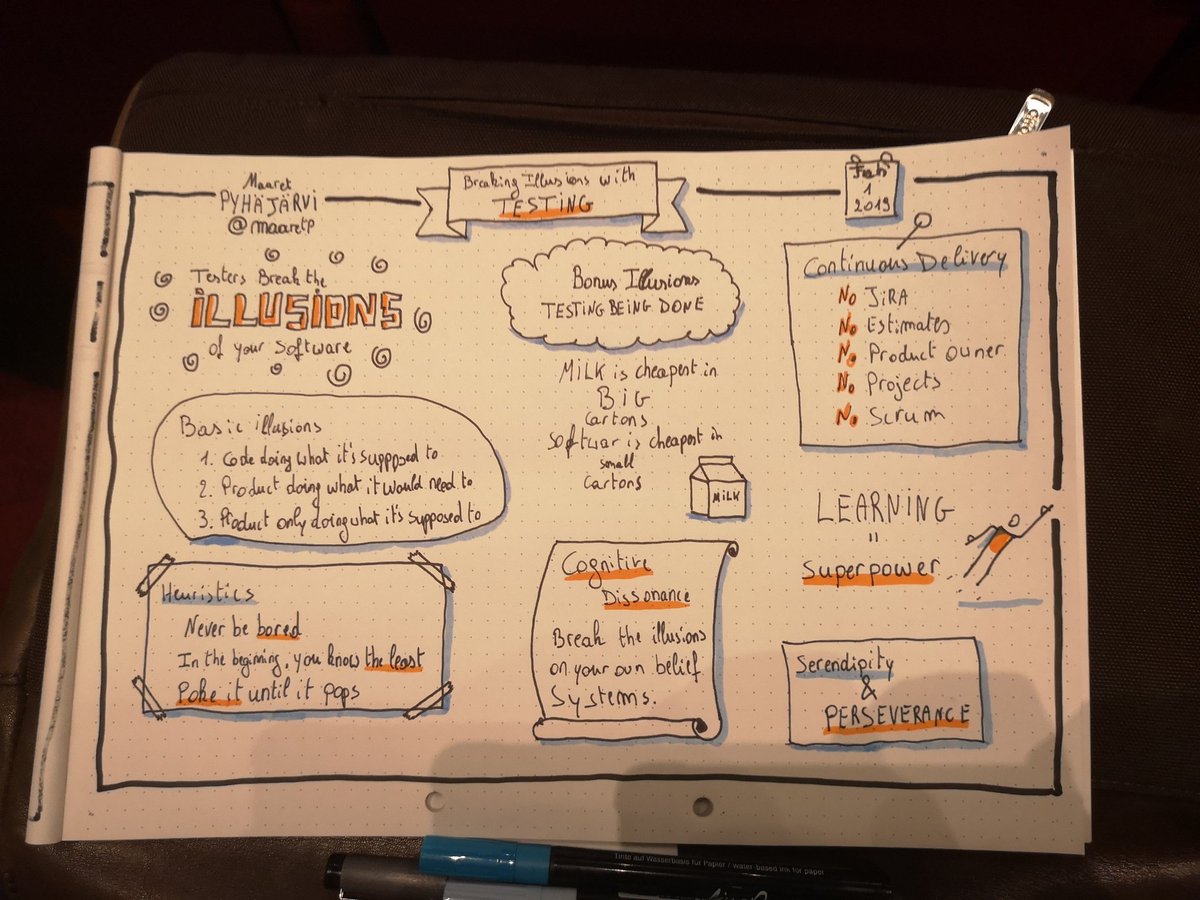 Maaret
PYHÄJÄRVI
@maaretp
Breaking Illusions with
TESTING
Feb
1
2019
Testers Break the
ILLUSIONS
of your software
Bonus Illusions
TESTING BEING DONE
Continuous Delivery
No JiRA
No Estimates
No Product owner
No Projects
No Scrum
MiLK is cheapest in
BiG
cartons
softwar is cheapest in
small
cartons
MiLK
Basic illusions
1. Code doing what it's suppposed to
2. Product doing what it would need to
3. Product only doing what it's supposed to
LEARNiNG
=
superpower
Heuristics
Never be bored
In the beginning, you know the least
Poke it until it pops
Cognitive
Dissonance
Break the illusions
on your own belief
Systems.
Serendipity
&
PERSEVERANCE
Tinte auf Wasserbasis für Papier / Water-based ink for paper